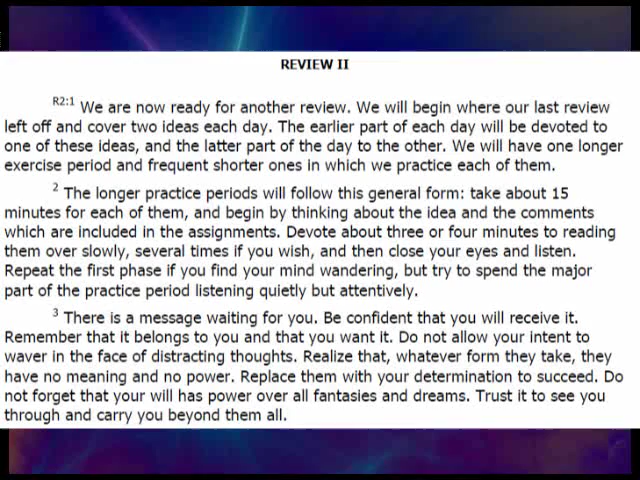 REVIEW II
R2:1 We are now ready for another review. We will begin where our last review
left off and cover two ideas each day. The earlier part of each day will be devoted to
one of these ideas, and the latter part of the day to the other. We will have one longer
exercise period and frequent shorter ones in which we practice each of them.
2 The longer practice periods will follow this general form: take about 15
minutes for each of them, and begin by thinking about the idea and the comments
which are included in the assignments. Devote about three or four minutes to reading
them over slowly, several times if you wish, and then close your eyes and listen.
Repeat the first phase if you find your mind wandering, but try to spend the major
part of the practice period listening quietly but attentively.
3 There is a message waiting for you. Be confident that you will receive it.
Remember that it belongs to you and that you want it. Do not allow your intent to
waver in the face of distracting thoughts. Realize that, whatever form they take, they
have no meaning and no power. Replace them with your determination to succeed. Do
not forget that your will has power over all fantasies and dreams. Trust it to see you
through and carry you beyond them all.